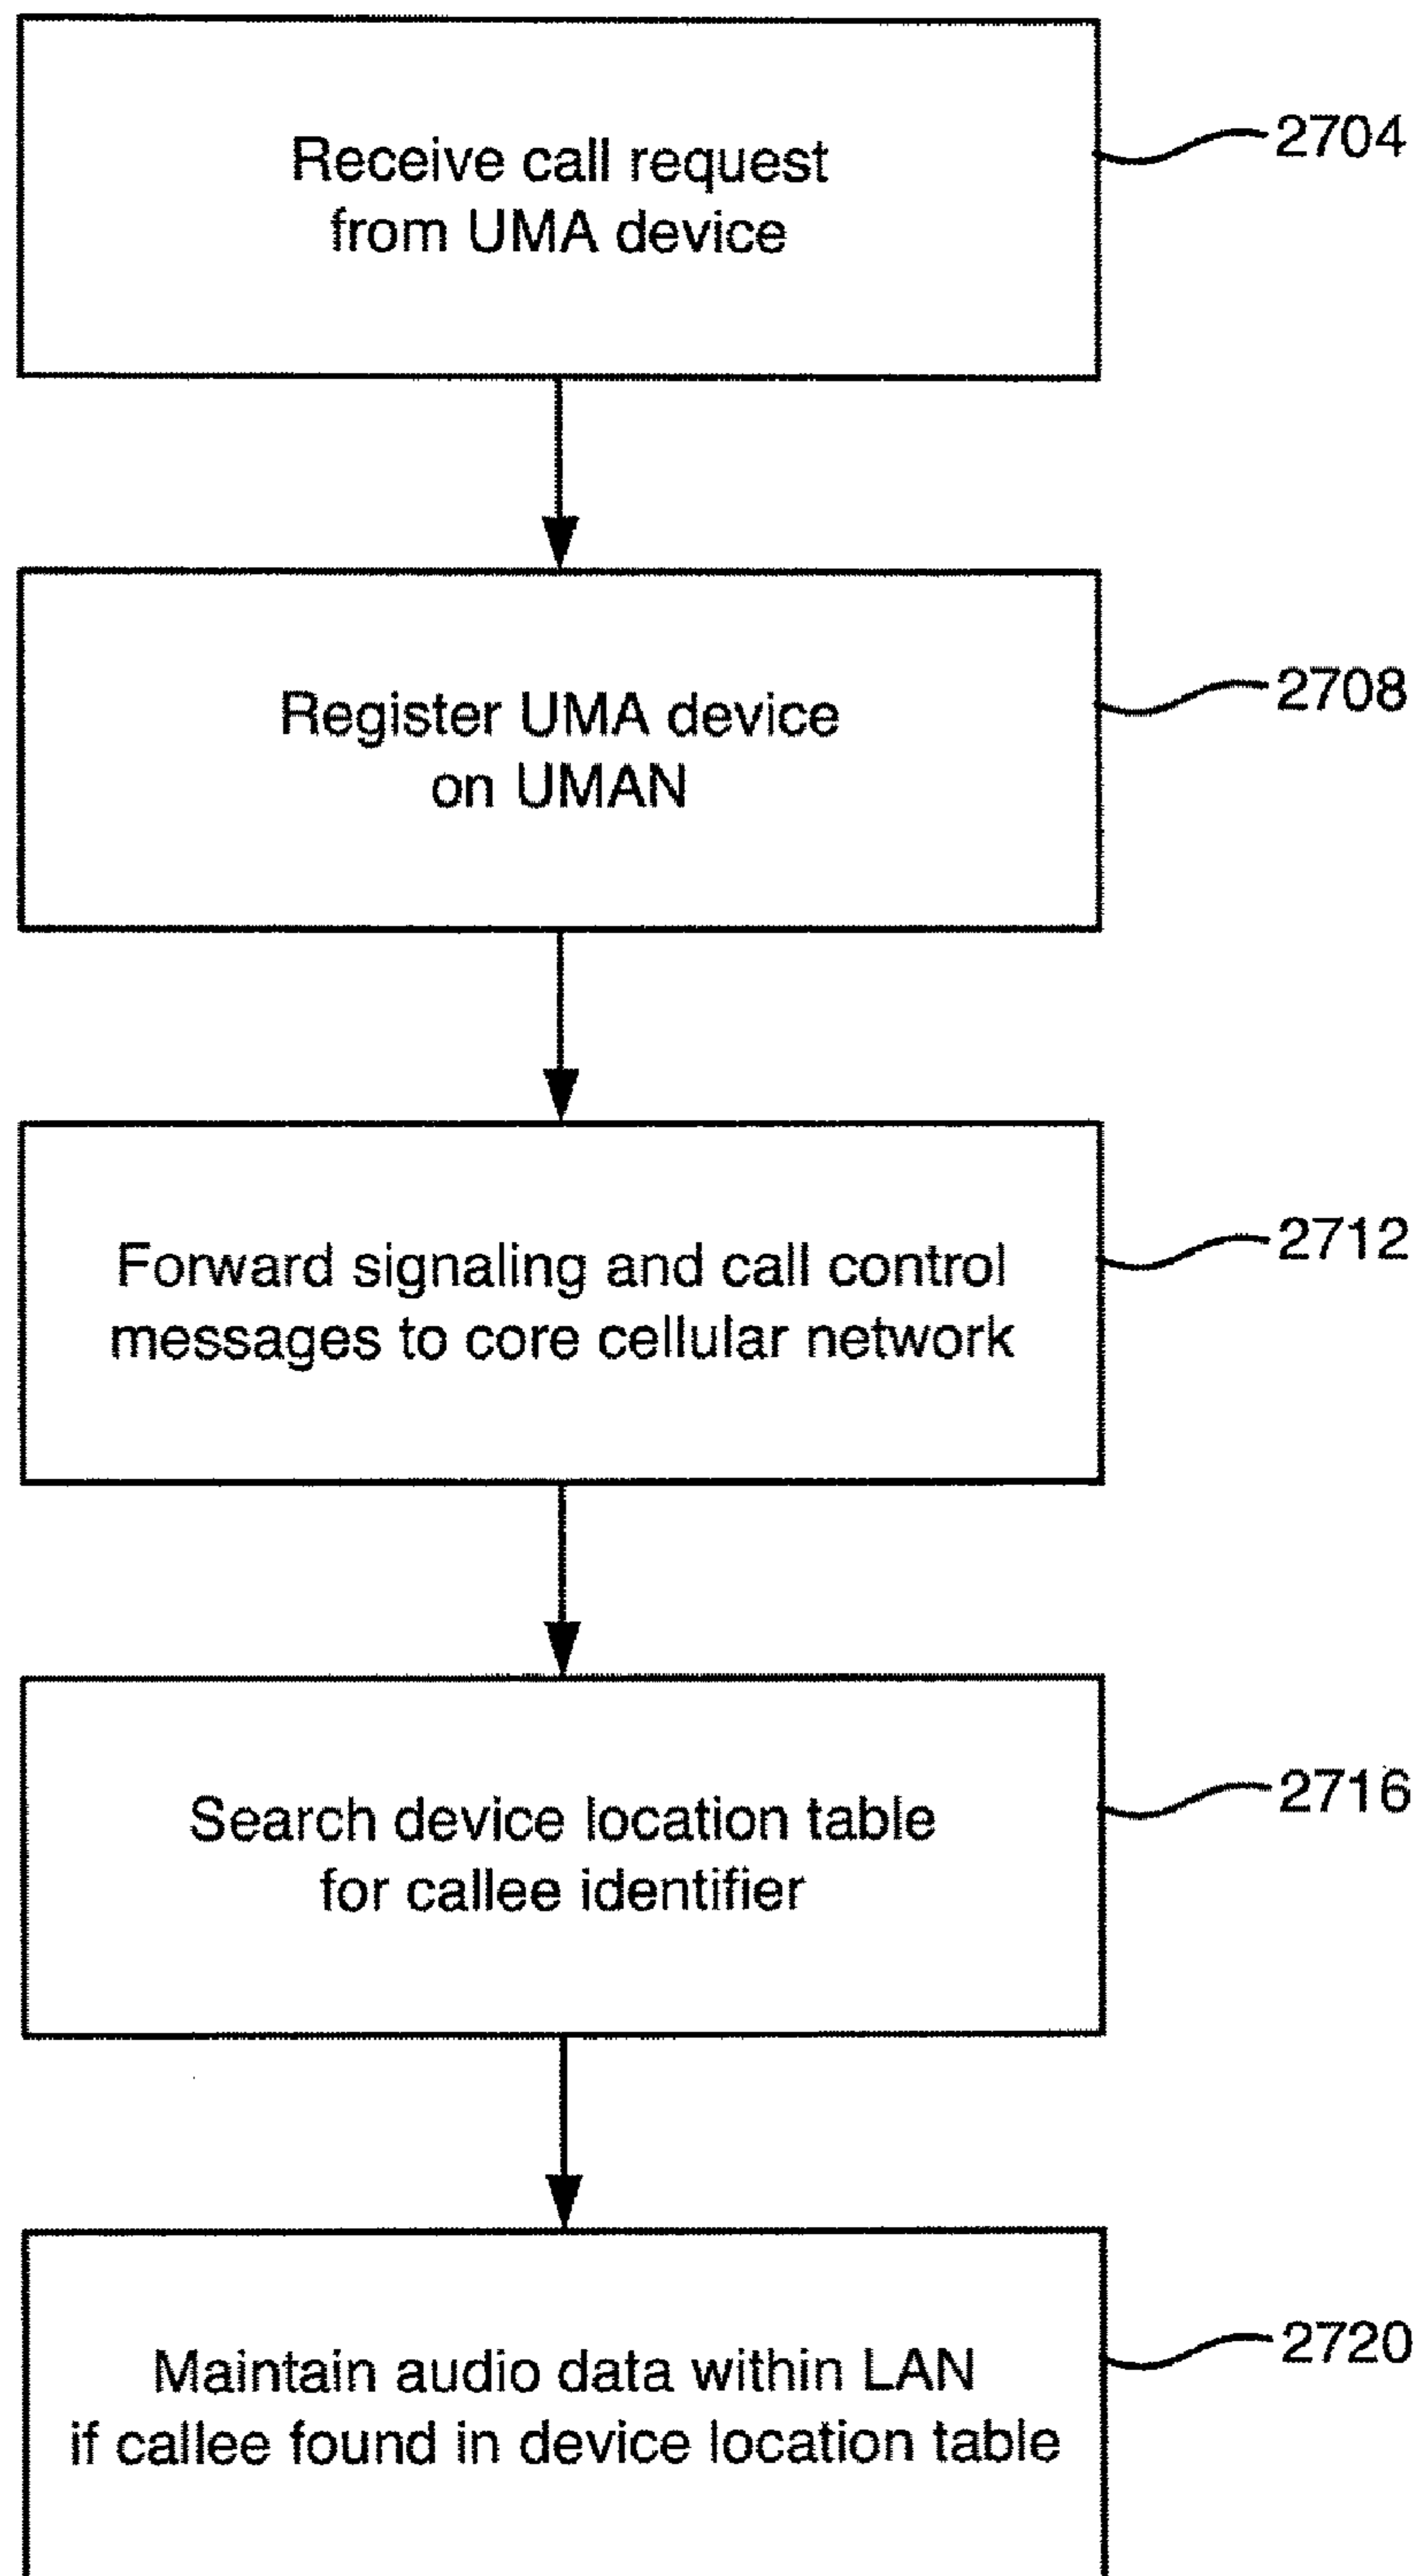 Receive call request
from UMA device
2704
Register UMA device
on UMAN
2708
Forward signaling and call control
messages to core cellular network
2712
Search device location table
for callee identifier
2716
Maintain audio data within LAN
if callee found in device location table
2720